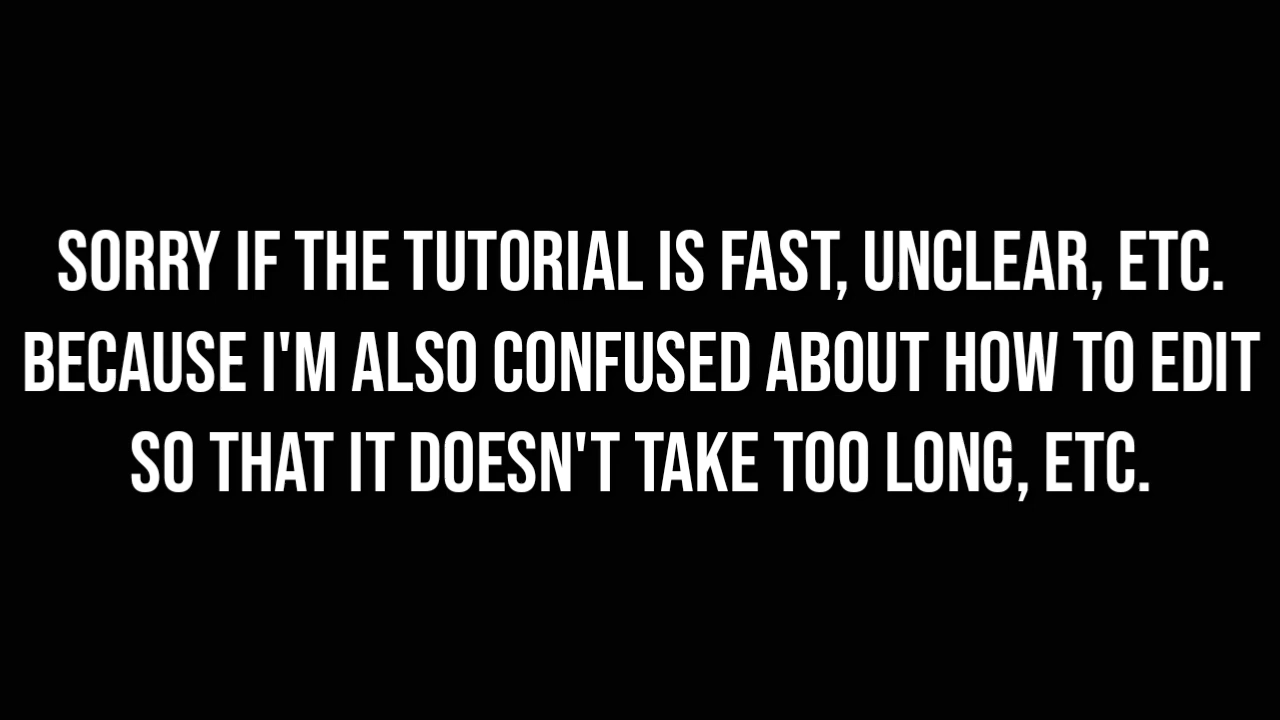 SORRY IF THE TUTORIAL IS FAST, UNCLEAR, ETC.
BECAUSE I'M ALSO CONFUSED ABOUT HOW TO EDIT
SO THAT IT DOESN'T TAKE TOO LONG, ETC.